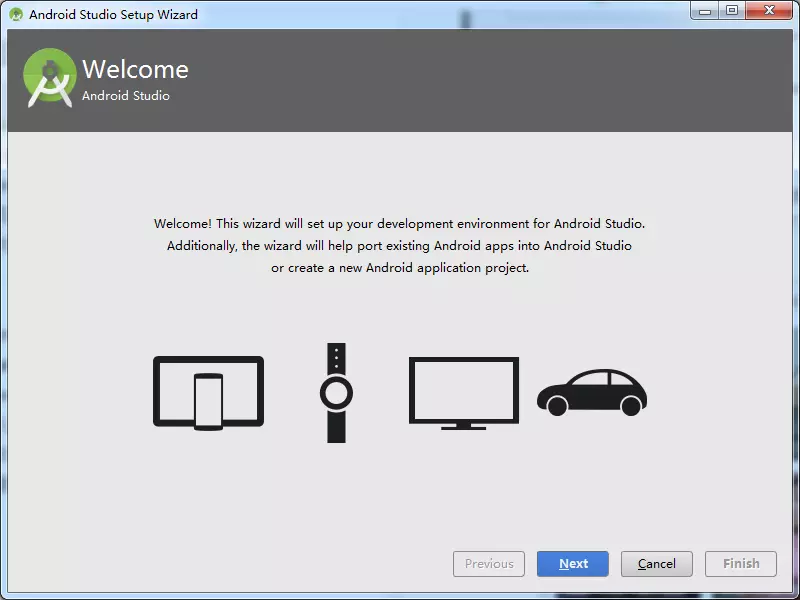 Android Studio Setup Wizard
Welcome
Android Studio
Welcome! This wizard will set up your development environment for Android Studio.
Additionally, the wizard will help port existing Android apps into Android Studio
or create a new Android application project.
Previous Next Cancel Finish